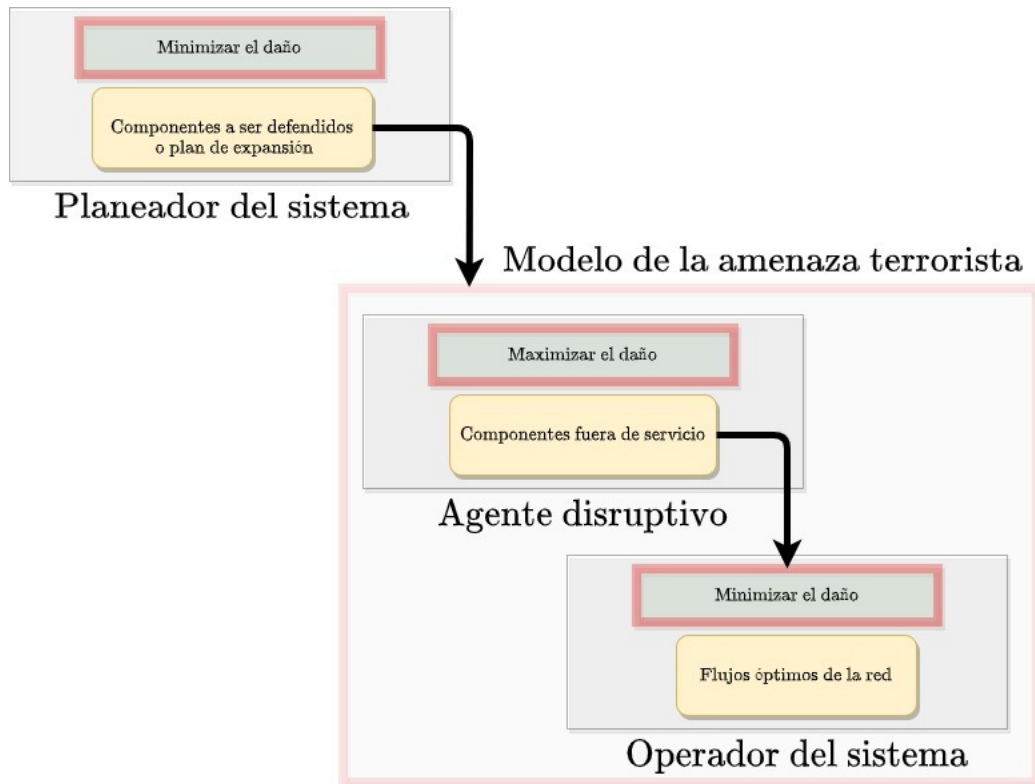 Minimizar el daño
Componentes a ser defendidos
o plan de expansión
Planeador del sistema
Modelo de la amenaza terrorista
Maximizar el daño
Componentes fuera de servicio
Agente disruptivo
Minimizar el daño
Flujos óptimos de la red
Operador del sistema